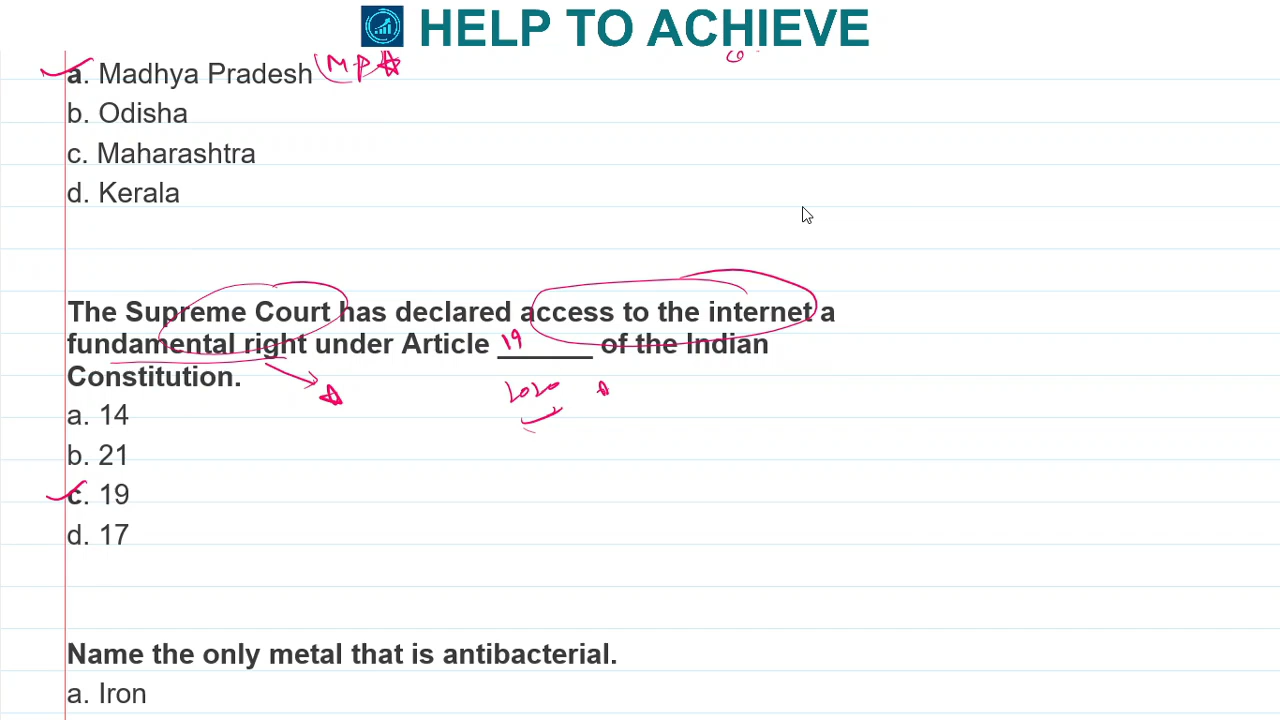 HELP TO ACHIEVE
a. Madhya Pradesh (MP
b. Odisha
c. Maharashtra
d. Kerala
The Supreme Court has declared access to the internet a
fundamental right under Article 19 of the Indian
Constitution.
2020
a. 14
b. 21
c. 19
d. 17
Name the only metal that is antibacterial.
a. Iron